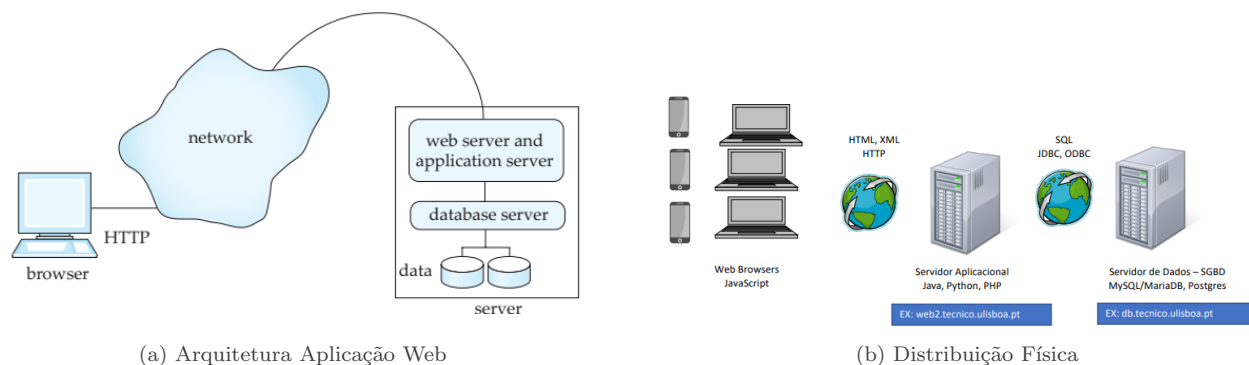 network
HTTP
browser
web server and
application server
database server
data
server
(a) Arquitetura Aplicação Web
Web Browsers
JavaScript
HTML, XML
HTTP
Servidor Aplicacional
Java, Python, PHP
EX: web2.tecnico.ulisboa.pt
SQL
JDBC, ODBC
Servidor de Dados – SGBD
MySQL/MariaDB, Postgres
EX: db.tecnico.ulisboa.pt
(b) Distribuição Física